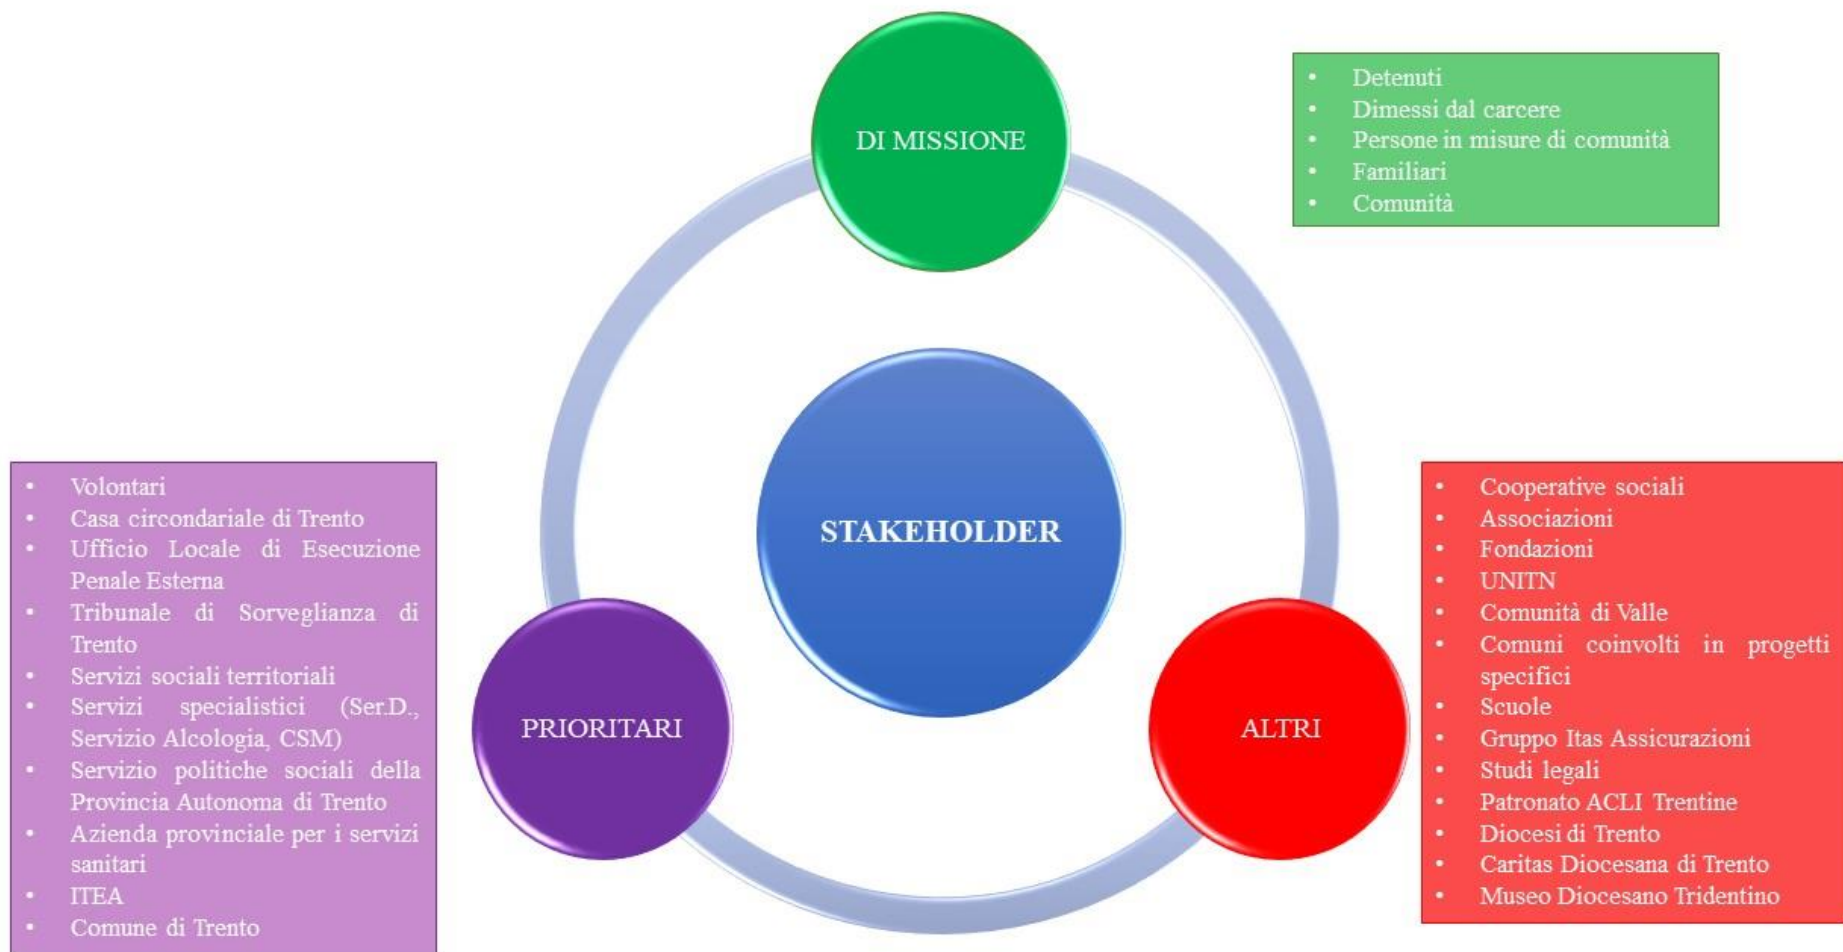 DI MISSIONE
• Detenuti
• Dimessi dal carcere
• Persone in misure di comunità
• Familiari
• Comunità
STAKEHOLDER
PRIORITARI
• Volontari
• Casa circondariale di Trento
• Ufficio Locale di Esecuzione
Penale Esterna
• Tribunale di Sorveglianza di
Trento
• Servizi sociali territoriali
• Servizi specialistici (Ser.D.,
Servizio Alcologia, CSM)
• Servizio politiche sociali della
Provincia Autonoma di Trento
• Azienda provinciale per i servizi
sanitari
• ITEA
• Comune di Trento
ALTRI
• Cooperative sociali
• Associazioni
• Fondazioni
• UNITN
• Comunità di Valle
• Comuni coinvolti in progetti
specifici
• Scuole
• Gruppo Itas Assicurazioni
• Studi legali
• Patronato ACLI Trentine
• Diocesi di Trento
• Caritas Diocesana di Trento
• Museo Diocesano Tridentino